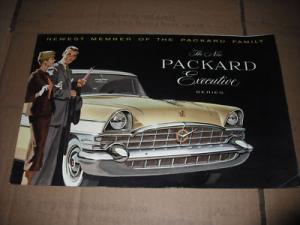 NEWEST MEMBER OF THE PACKARD FAMILY
The New
PACKARD
Executive
SERIES